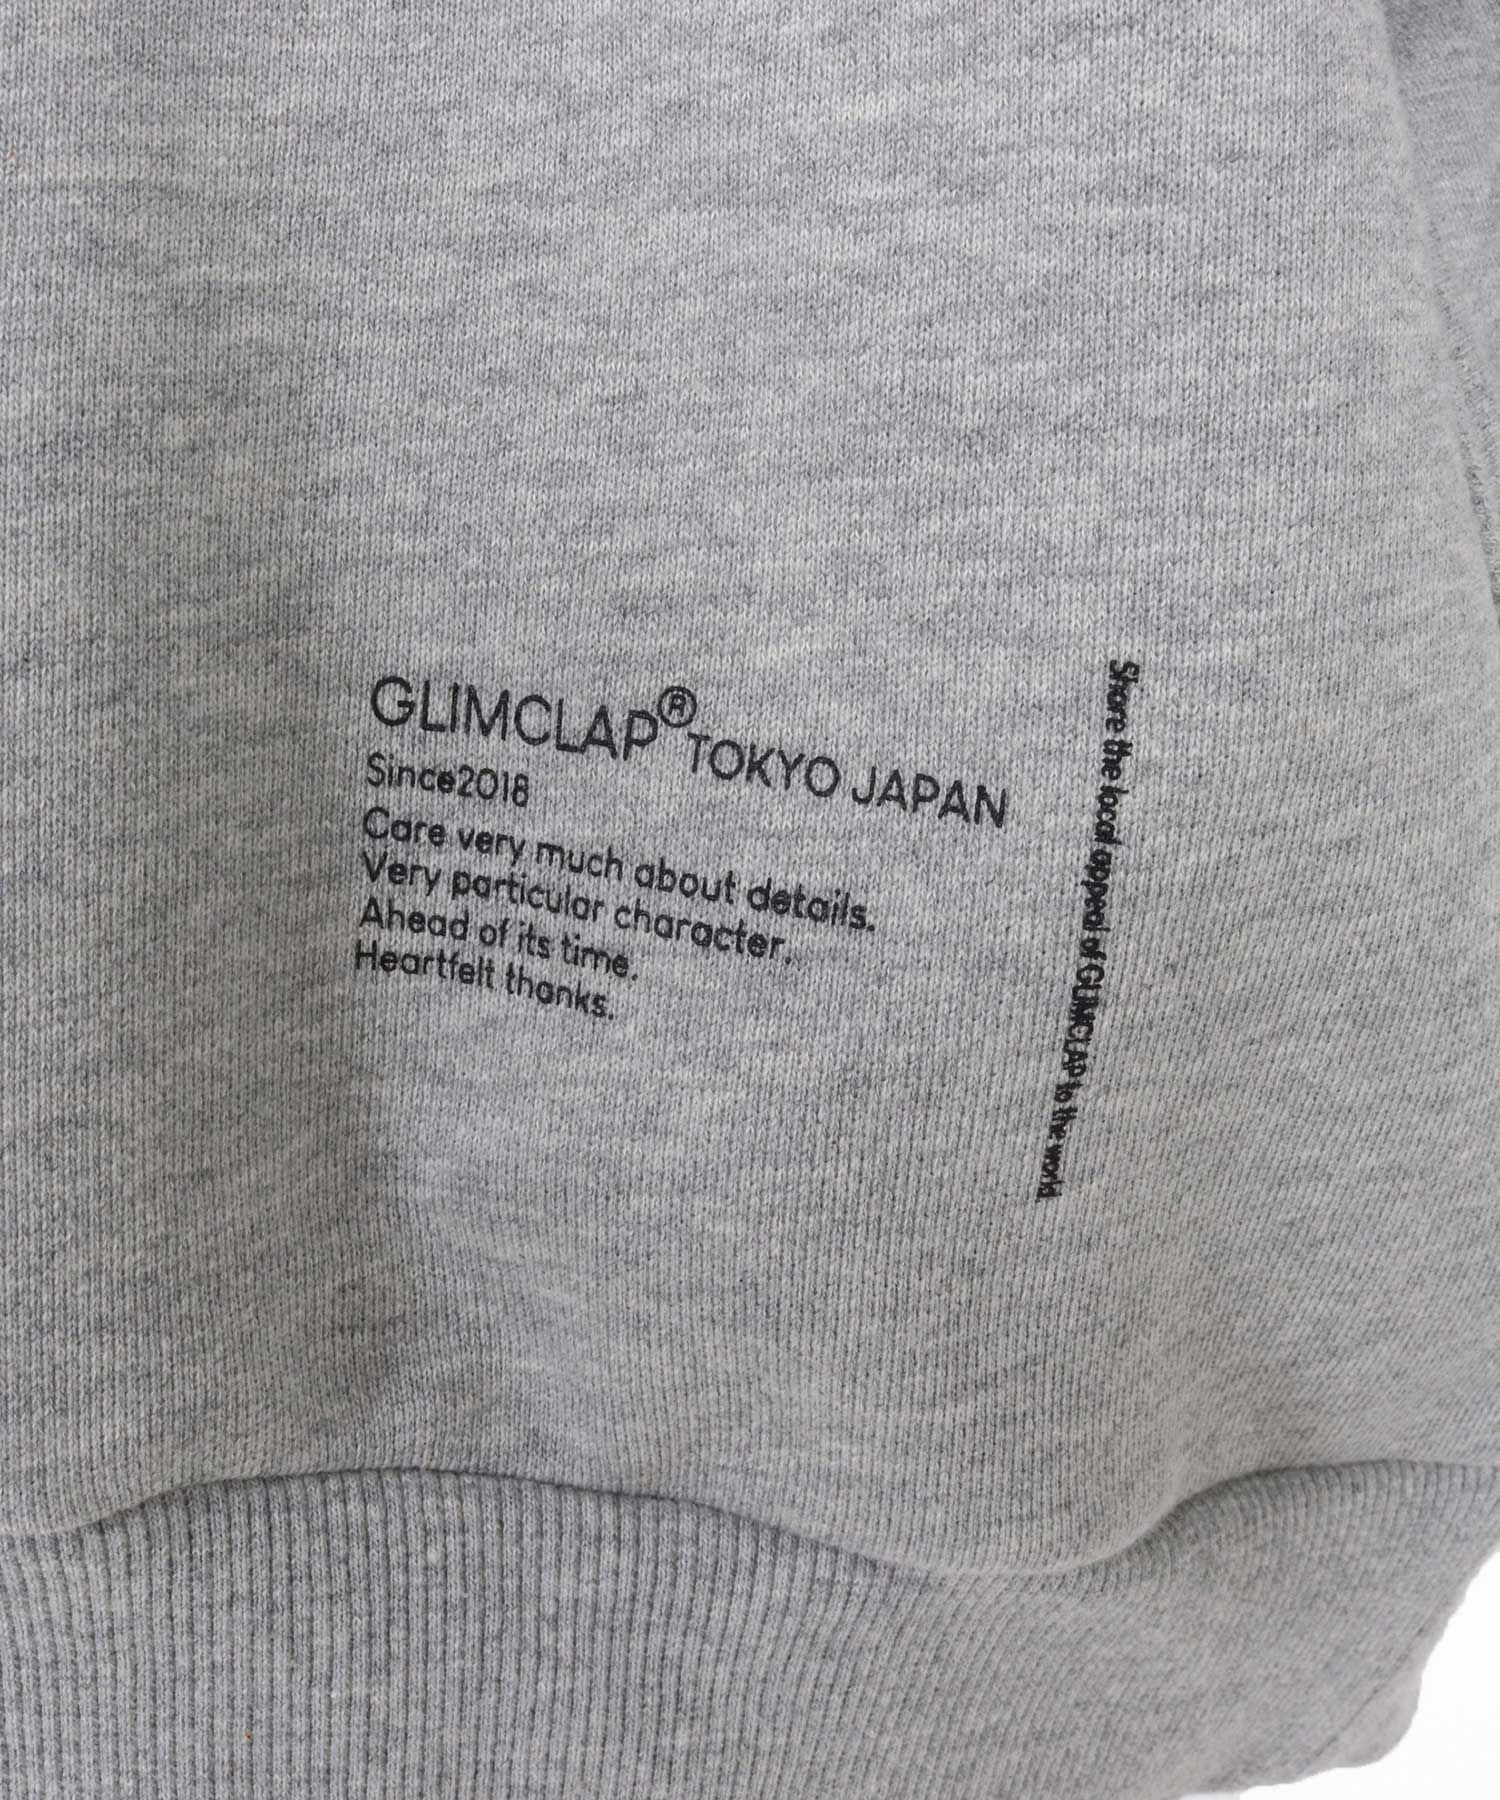 GLIMCLAP® TOKYO JAPAN
Since2018
Care very much about details.
Very particular character.
Ahead of its time.
Heartfelt thanks.
Share the local appeal of GLIMCLAP to the world.